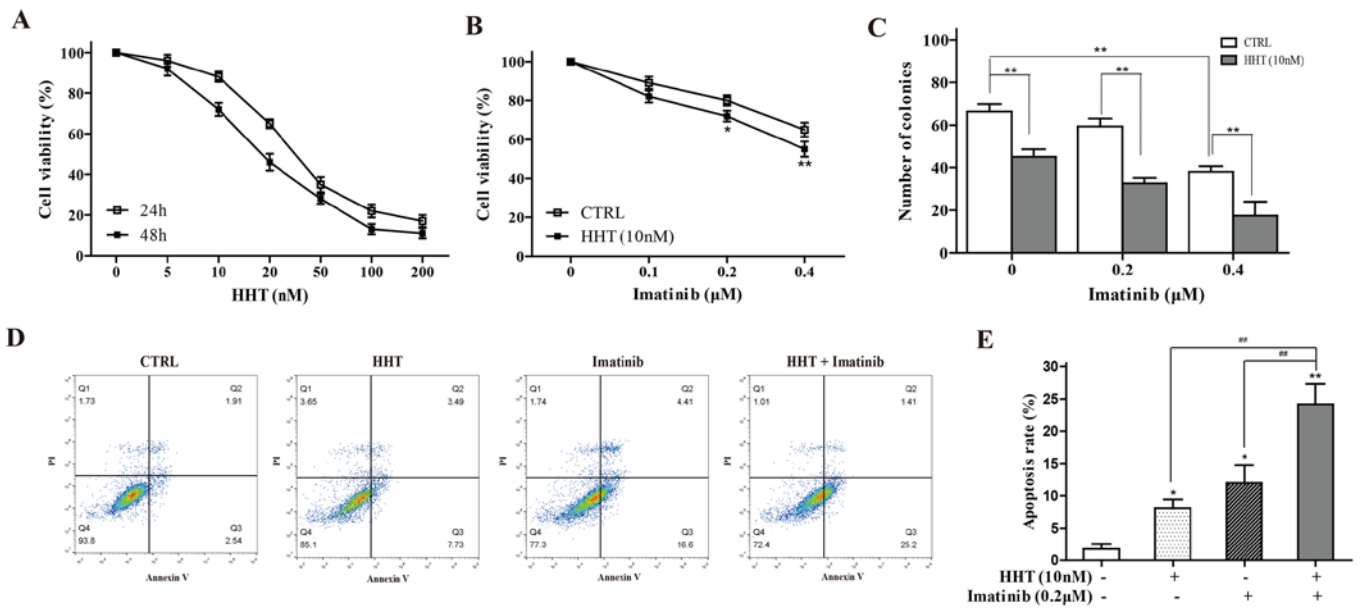 A
Cell viability (%)
100
80
60
40
20
0
24h
48h
0 5 10 20 50 100 200
HHT (nM)
B
Cell viability (%)
100
80
60
40
20
0
CTRL
HHT (10nM)
*
**
0 0.1 0.2 0.4
Imatinib (μM)
C
Number of colonics
100
80
60
40
20
0
CTRL
HHT (10nM)
**
**
**
**
0 0.2 0.4
Imatinib (μM)
D
CTRL
Q1
1.73
Q2
1.91
Q4
93.8
Q3
2.54
PI
Annexin V
HHT
Q1
3.65
Q2
3.49
Q4
85.1
Q3
7.73
PI
Annexin V
Imatinib
Q1
1.74
Q2
4.41
Q4
77.3
Q3
16.6
PI
Annexin V
HHT + Imatinib
Q1
1.01
Q2
1.41
Q4
72.4
Q3
25.2
PI
Annexin V
E
Apoptosis rate (%)
30
25
20
15
10
5
0
##
##
*
*
**
HHT (10nM) - + - +
Imatinib (0.2μM) - - + +